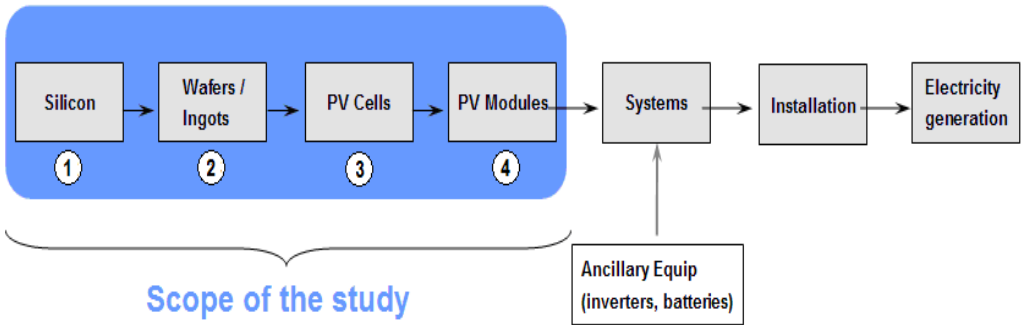 Silicon
Wafers /
Ingots
PV Cells
PV Modules
Systems
Installation
Electricity
generation
1
2
3
4
Ancillary Equip
(inverters, batteries)
Scope of the study